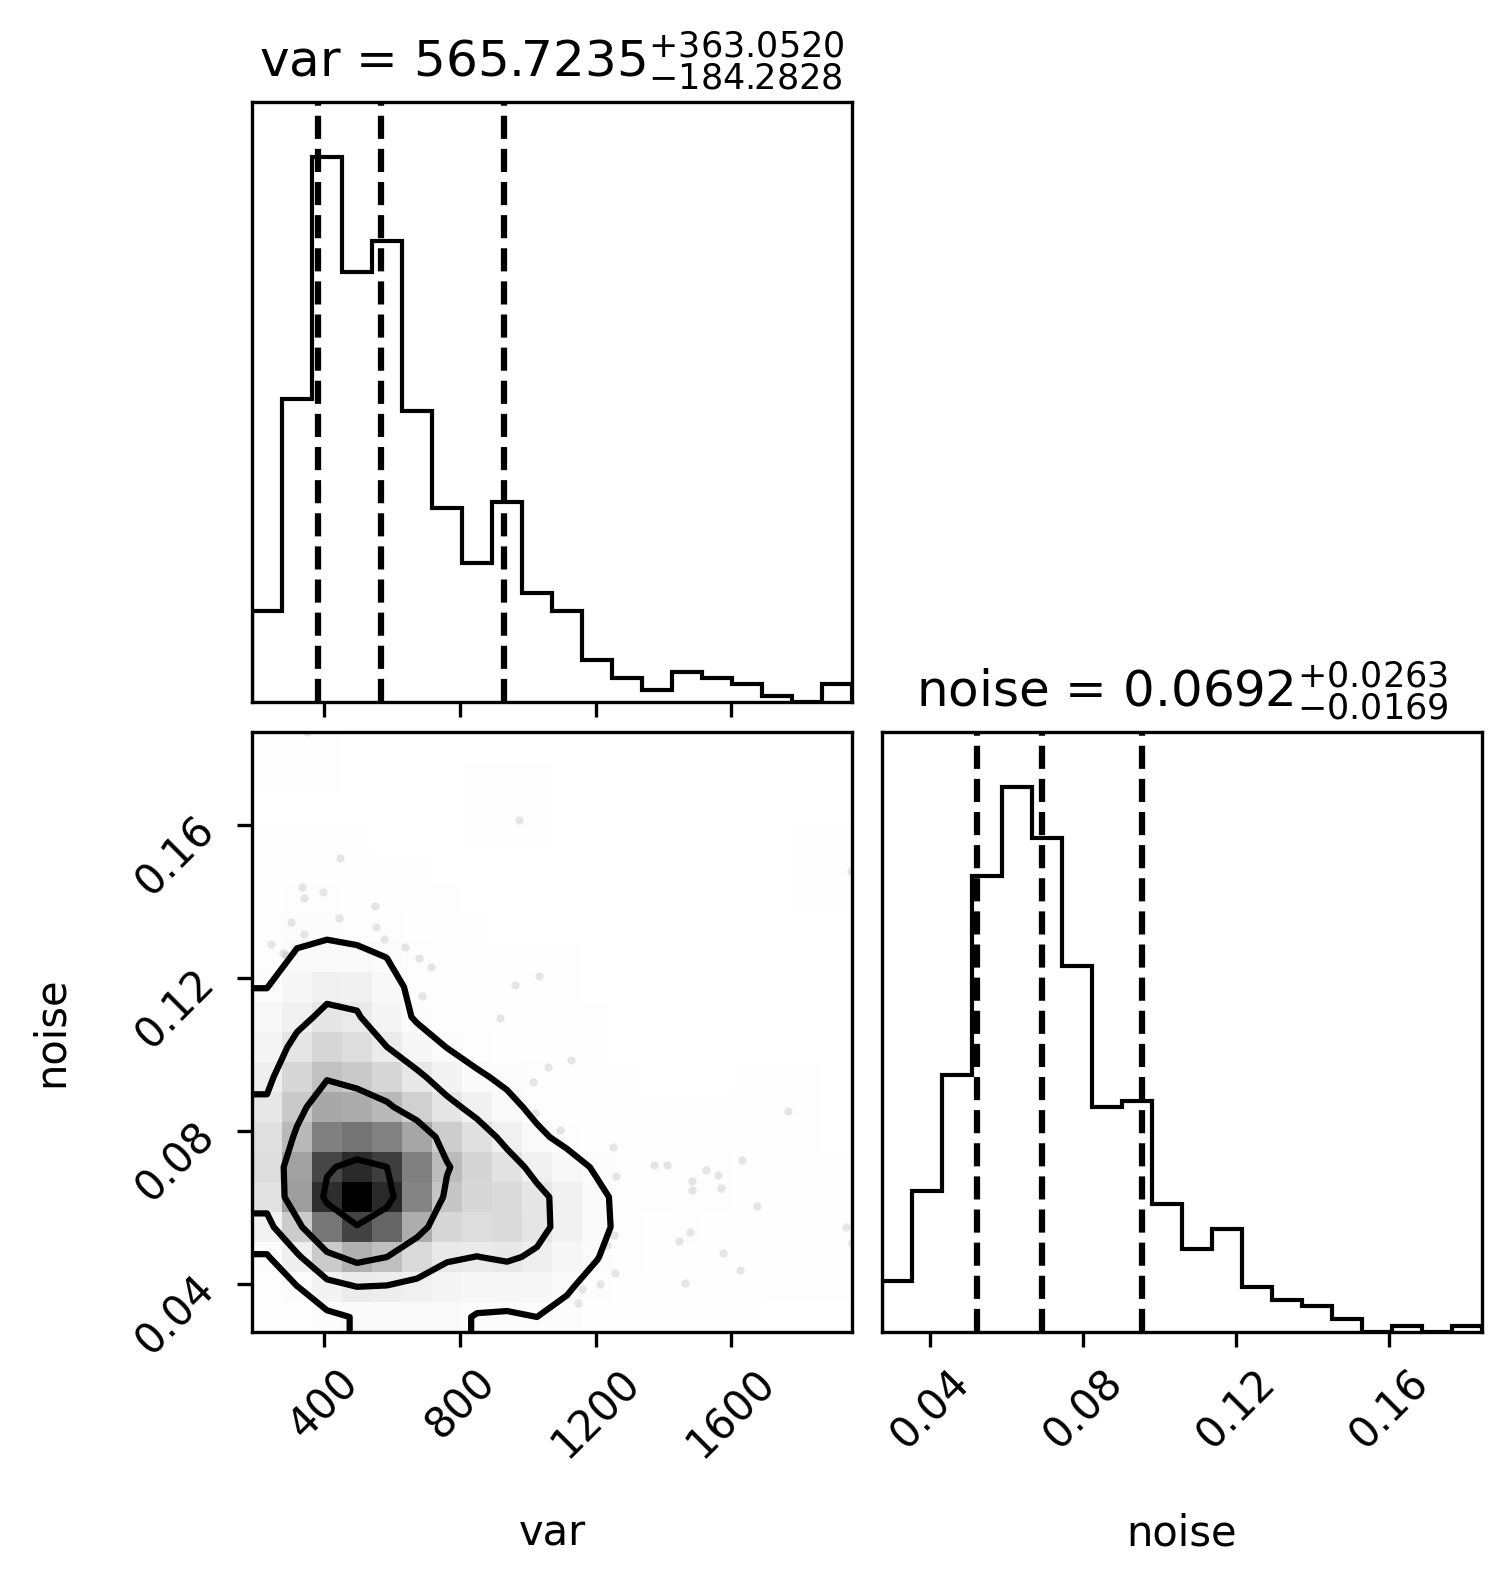 var = 565.7235+363.0520−184.2828
noise = 0.0692+0.0263−0.0169
noise
0.16
0.12
0.08
0.04
400 800 1200 1600
0.04 0.08 0.12 0.16
var
noise